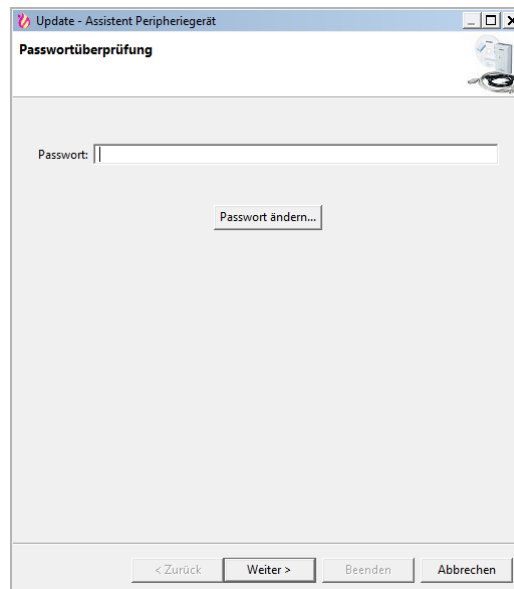 Update - Assistent Peripheriegerät
Passwortüberprüfung
Passwort:
Passwort ändern...
< Zurück Weiter > Beenden Abbrechen